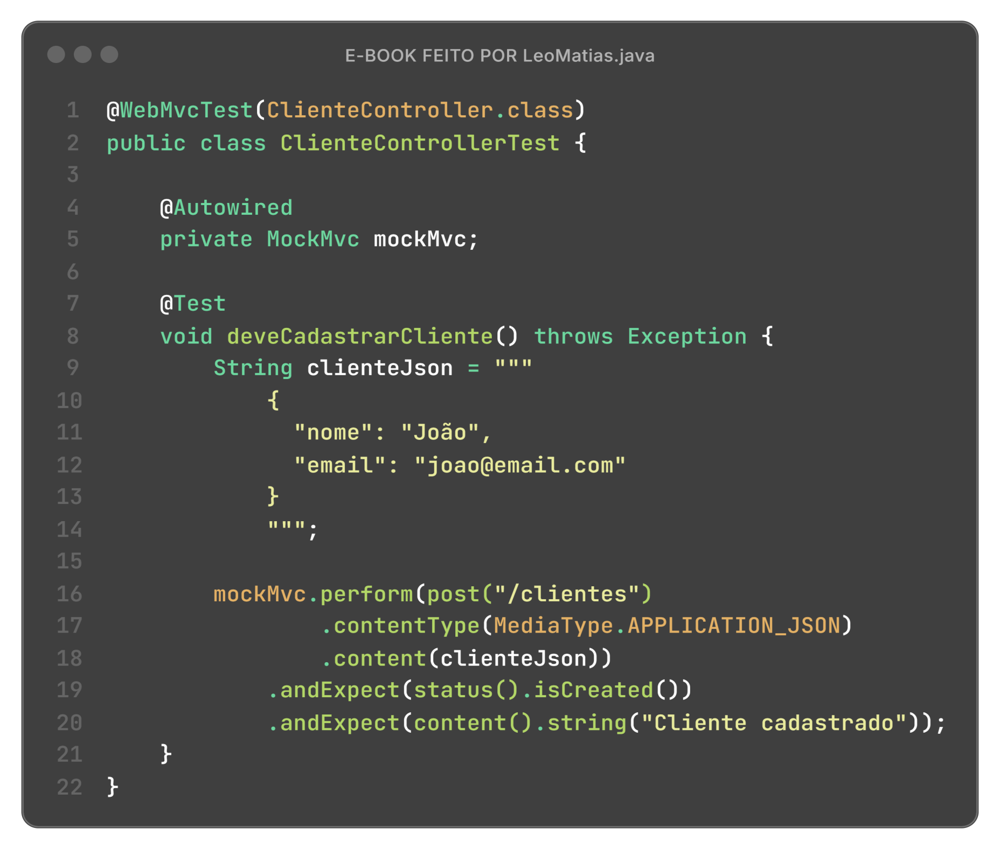 E-BOOK FEITO POR LeoMatias.java
1 @WebMvcTest(ClienteController.class)
2 public class ClienteControllerTest {
3
4     @Autowired
5     private MockMvc mockMvc;
6
7     @Test
8     void deveCadastrarCliente() throws Exception {
9         String clienteJson = """
10             {
11               "nome": "João",
12               "email": "joao@email.com"
13             }
14             """;
15
16         mockMvc.perform(post("/clientes")
17                 .contentType(MediaType.APPLICATION_JSON)
18                 .content(clienteJson))
19             .andExpect(status().isCreated())
20             .andExpect(content().string("Cliente cadastrado"));
21     }
22 }